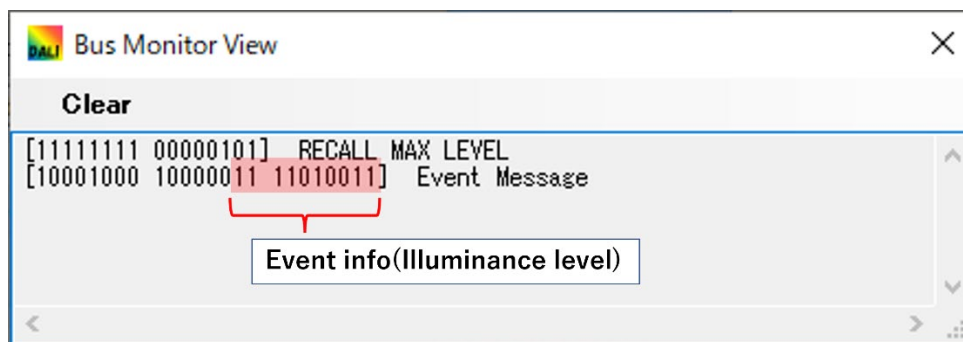 DALI Bus Monitor View
Clear
[11111111 00000101] RECALL MAX LEVEL
[10001000 10000011 11010011] Event Message
Event info(Illuminance level)